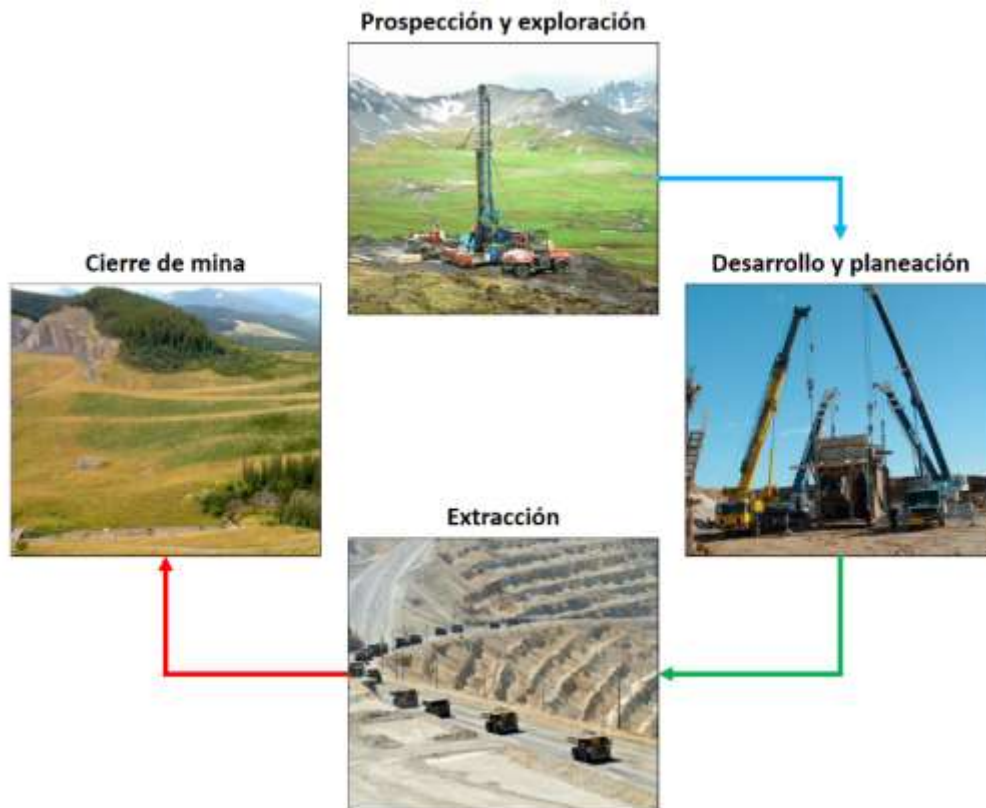 Prospección y exploración
Cierre de mina
Desarrollo y planeación
Extracción